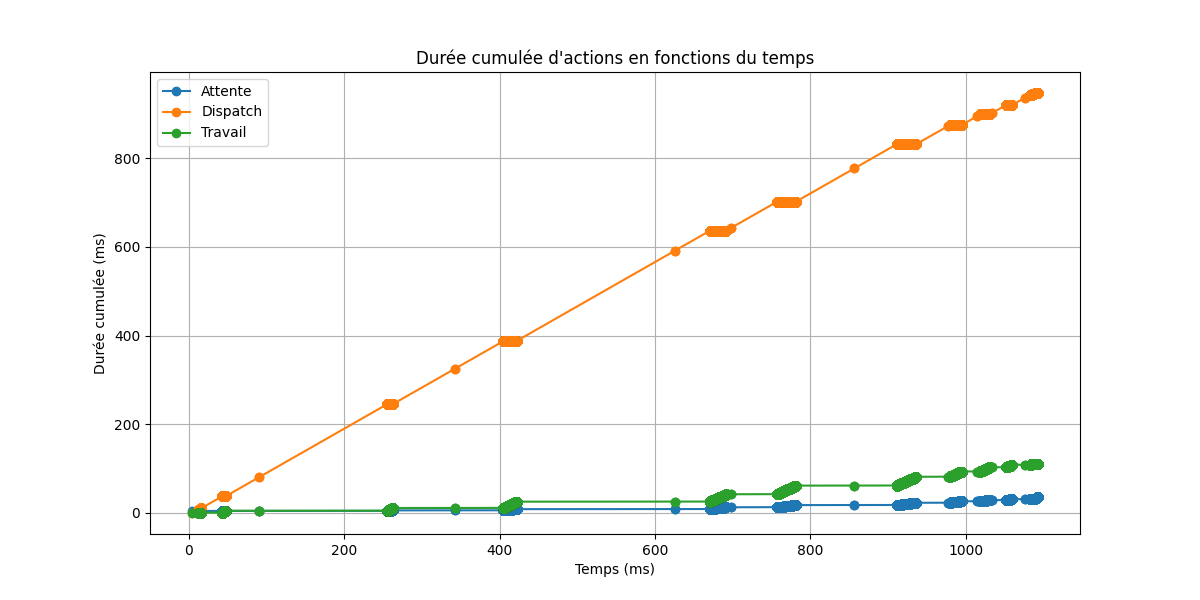 Durée cumulée d'actions en fonctions du temps
Attente
Dispatch
Travail
Durée cumulée (ms)
800
600
400
200
0
0 200 400 600 800 1000
Temps (ms)